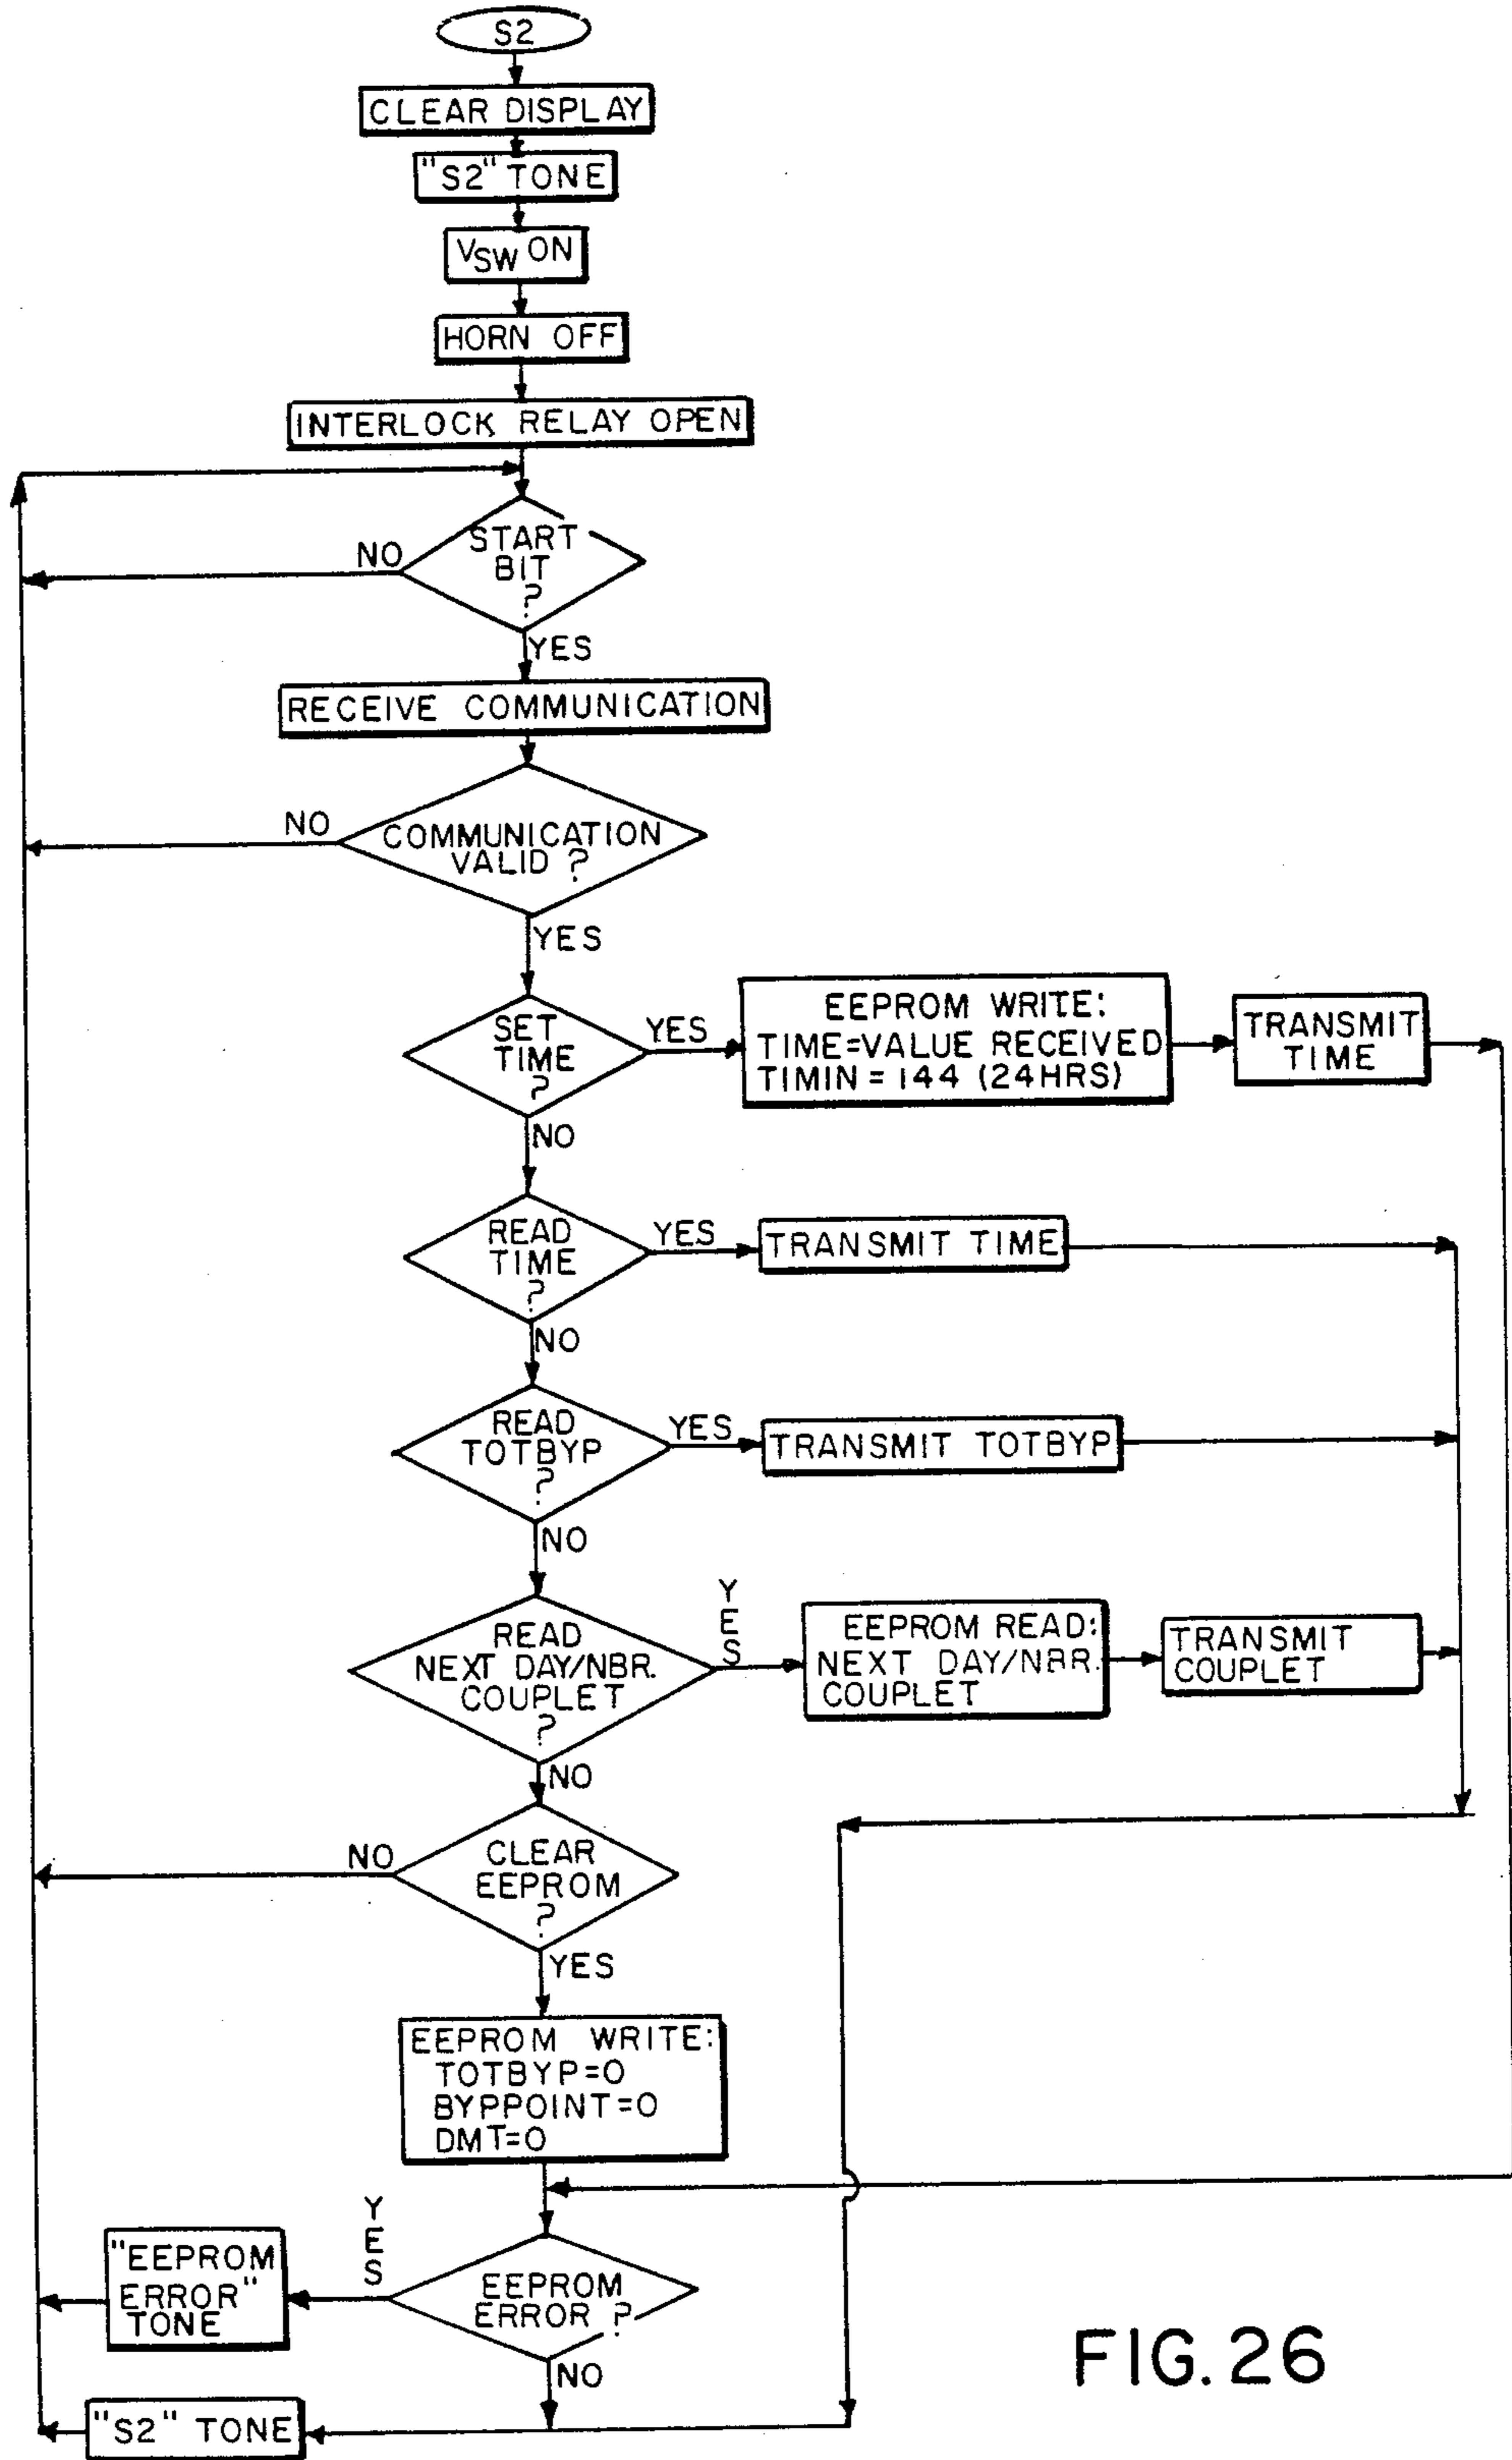 S2
CLEAR DISPLAY
"S2" TONE
VSW ON
HORN OFF
INTERLOCK RELAY OPEN
START
BIT
?
NO
YES
RECEIVE COMMUNICATION
COMMUNICATION
VALID ?
NO
YES
SET
TIME
?
YES
EEPROM WRITE:
TIME=VALUE RECEIVED
TIMIN = 144 (24HRS)
TRANSMIT
TIME
NO
READ
TIME
?
YES
TRANSMIT TIME
NO
READ
TOTBYP
?
YES
TRANSMIT TOTBYP
NO
READ
NEXT DAY/NBR.
COUPLET
?
YES
EEPROM READ:
NEXT DAY/NBR.
COUPLET
TRANSMIT
COUPLET
NO
CLEAR
EEPROM
?
NO
YES
EEPROM WRITE:
TOTBYP=0
BYPPOINT=0
DMT=0
EEPROM
ERROR ?
YES
"EEPROM
ERROR"
TONE
NO
"S2" TONE
FIG. 26